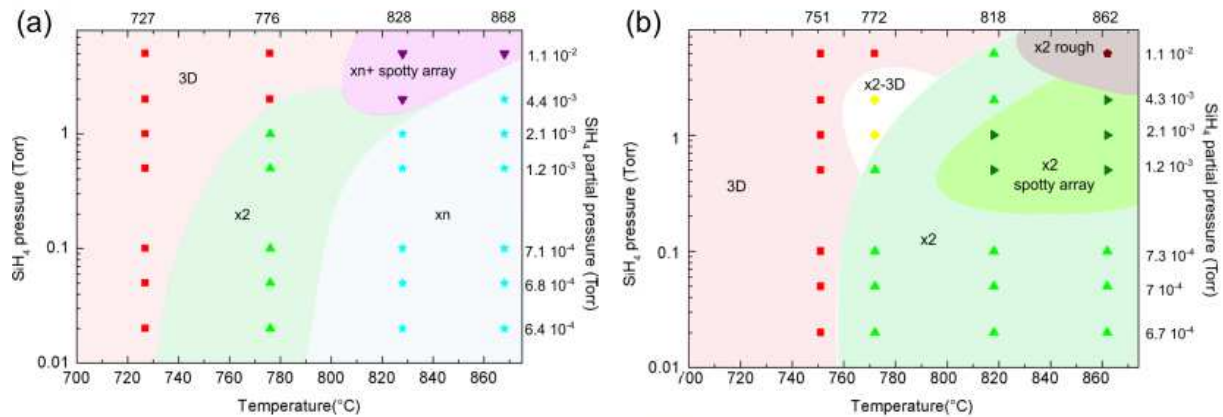 (a)
727 776 828 868
3D
xn+ spotty array
x2
xn
1
0.1
0.01
SiH4 pressure (Torr)
1.1 10-2
4.4 10-3
2.1 10-3
1.2 10-3
7.1 10-4
6.8 10-4
6.4 10-4
SiH4 partial pressure (Torr)
700 720 740 760 780 800 820 840 860
Temperature(°C)
(b)
751 772 818 862
x2 rough
x2-3D
3D
x2
spotty array
x2
1
0.1
0.01
SiH4 pressure (Torr)
1.1 10-2
4.3 10-3
2.1 10-3
1.2 10-3
7.3 10-4
7 10-4
6.7 10-4
SiH4 partial pressure (Torr)
700 720 740 760 780 800 820 840 860
Temperature(°C)